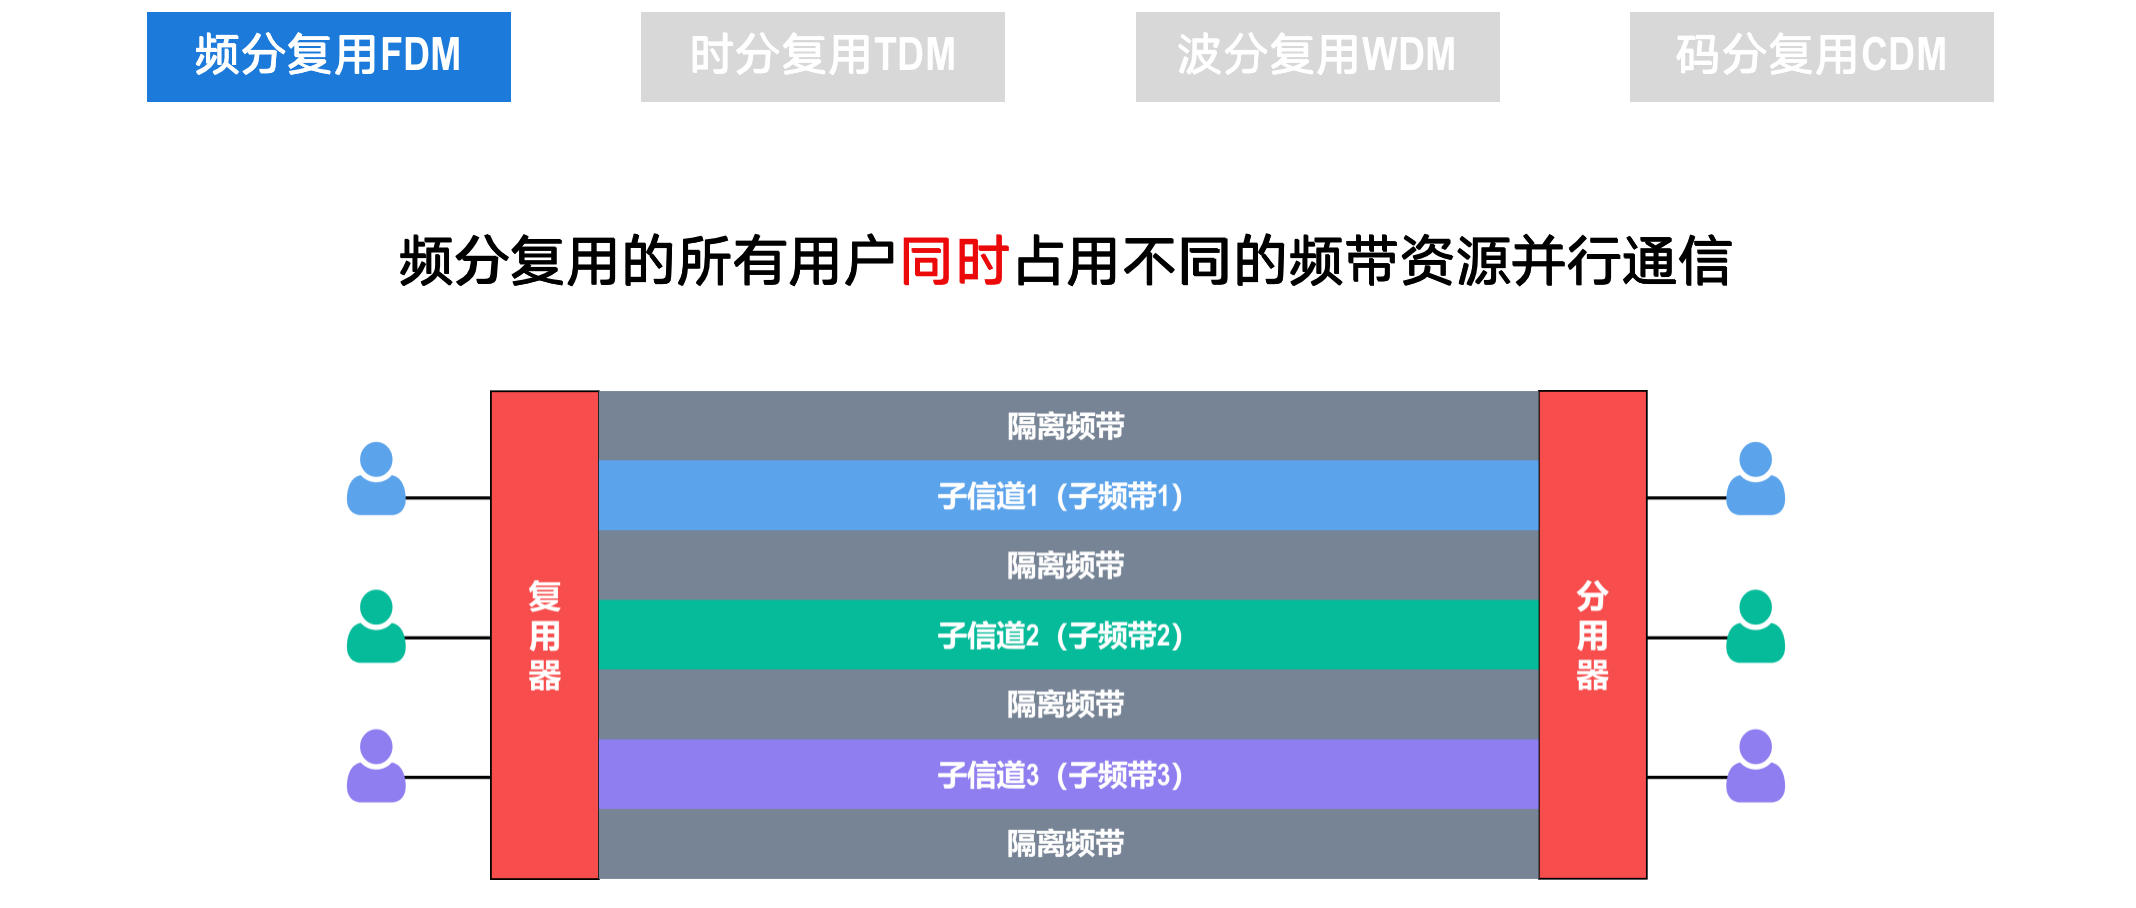 频分复用FDM
时分复用TDM
波分复用WDM
码分复用CDM
频分复用的所有用户同时占用不同的频带资源并行通信
隔离频带
子信道1（子频带1）
隔离频带
复用器
子信道2（子频带2）
分用器
隔离频带
子信道3（子频带3）
隔离频带